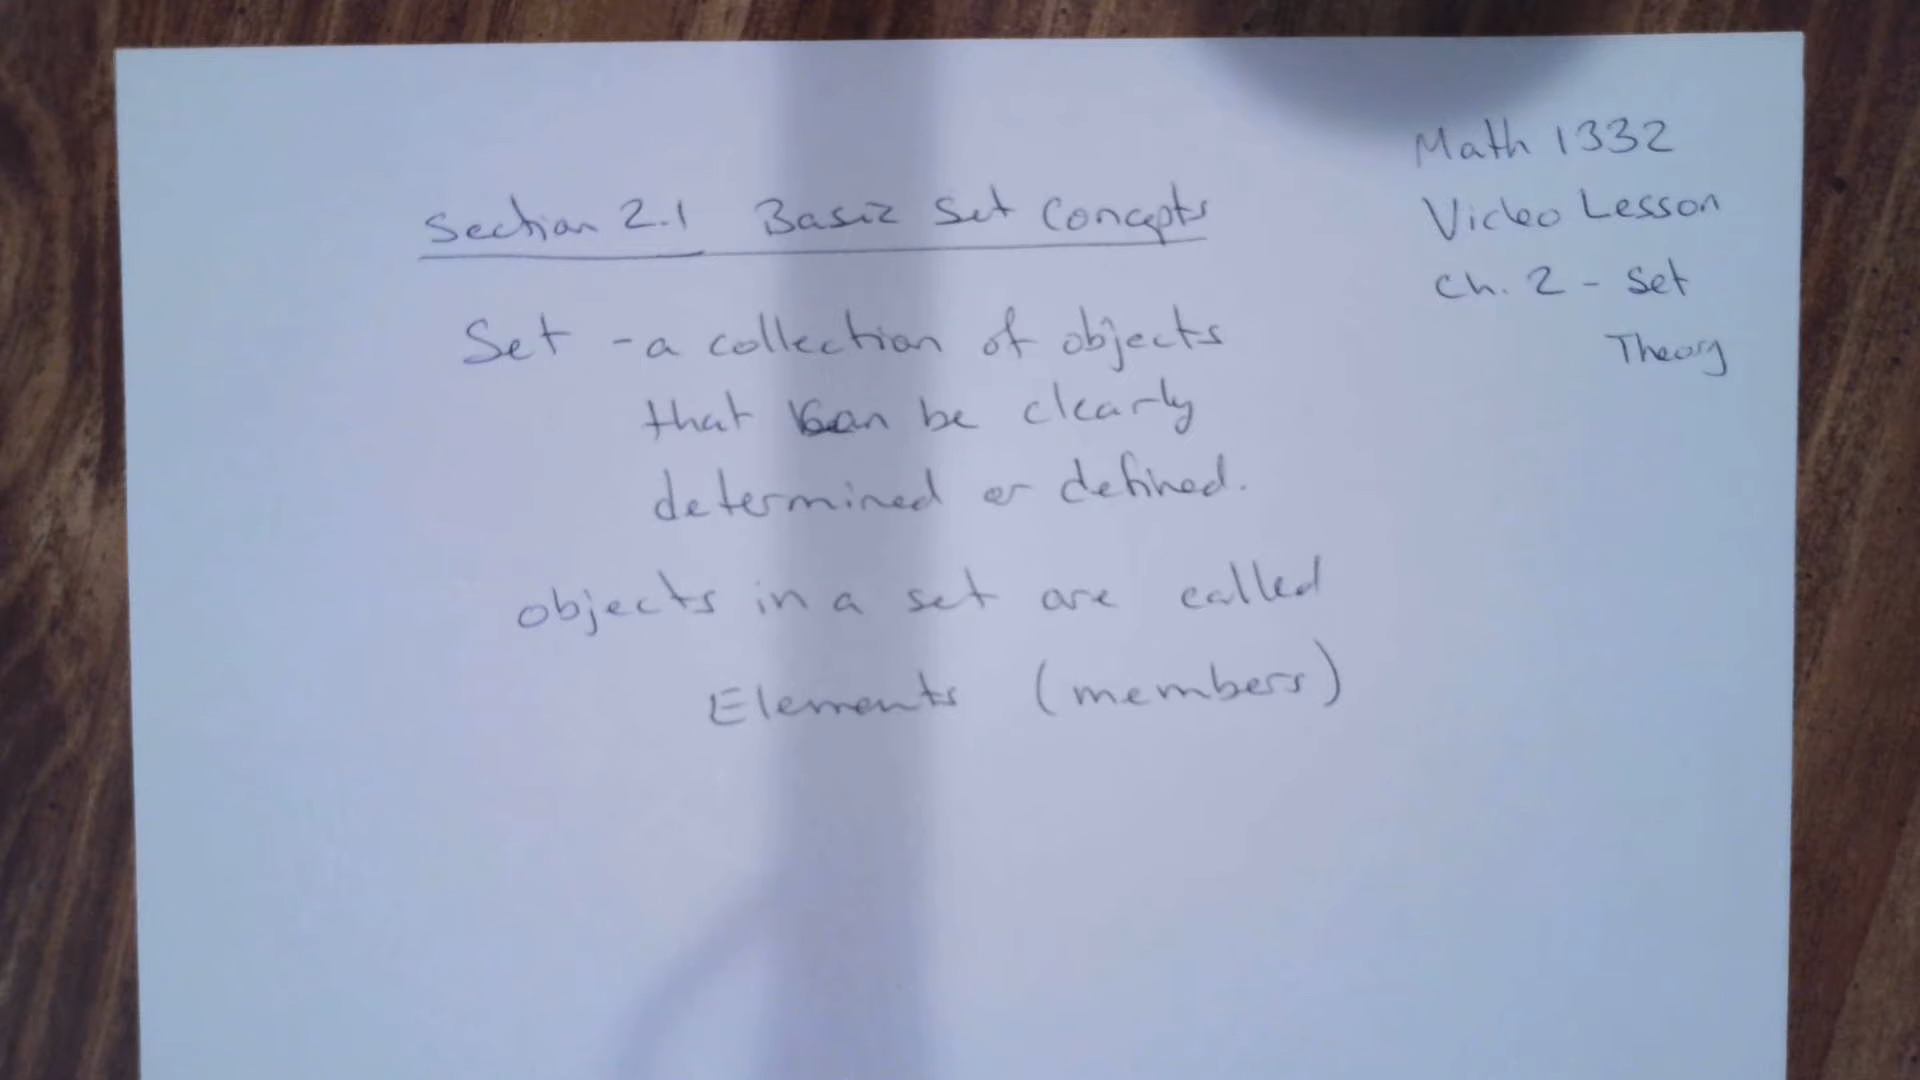 Math 1332
Video Lesson
Ch. 2 - Set
Theory
Section 2.1 Basic Set Concepts
Set - a collection of objects
that can be clearly
determined or defined.
objects in a set are called
Elements (members)